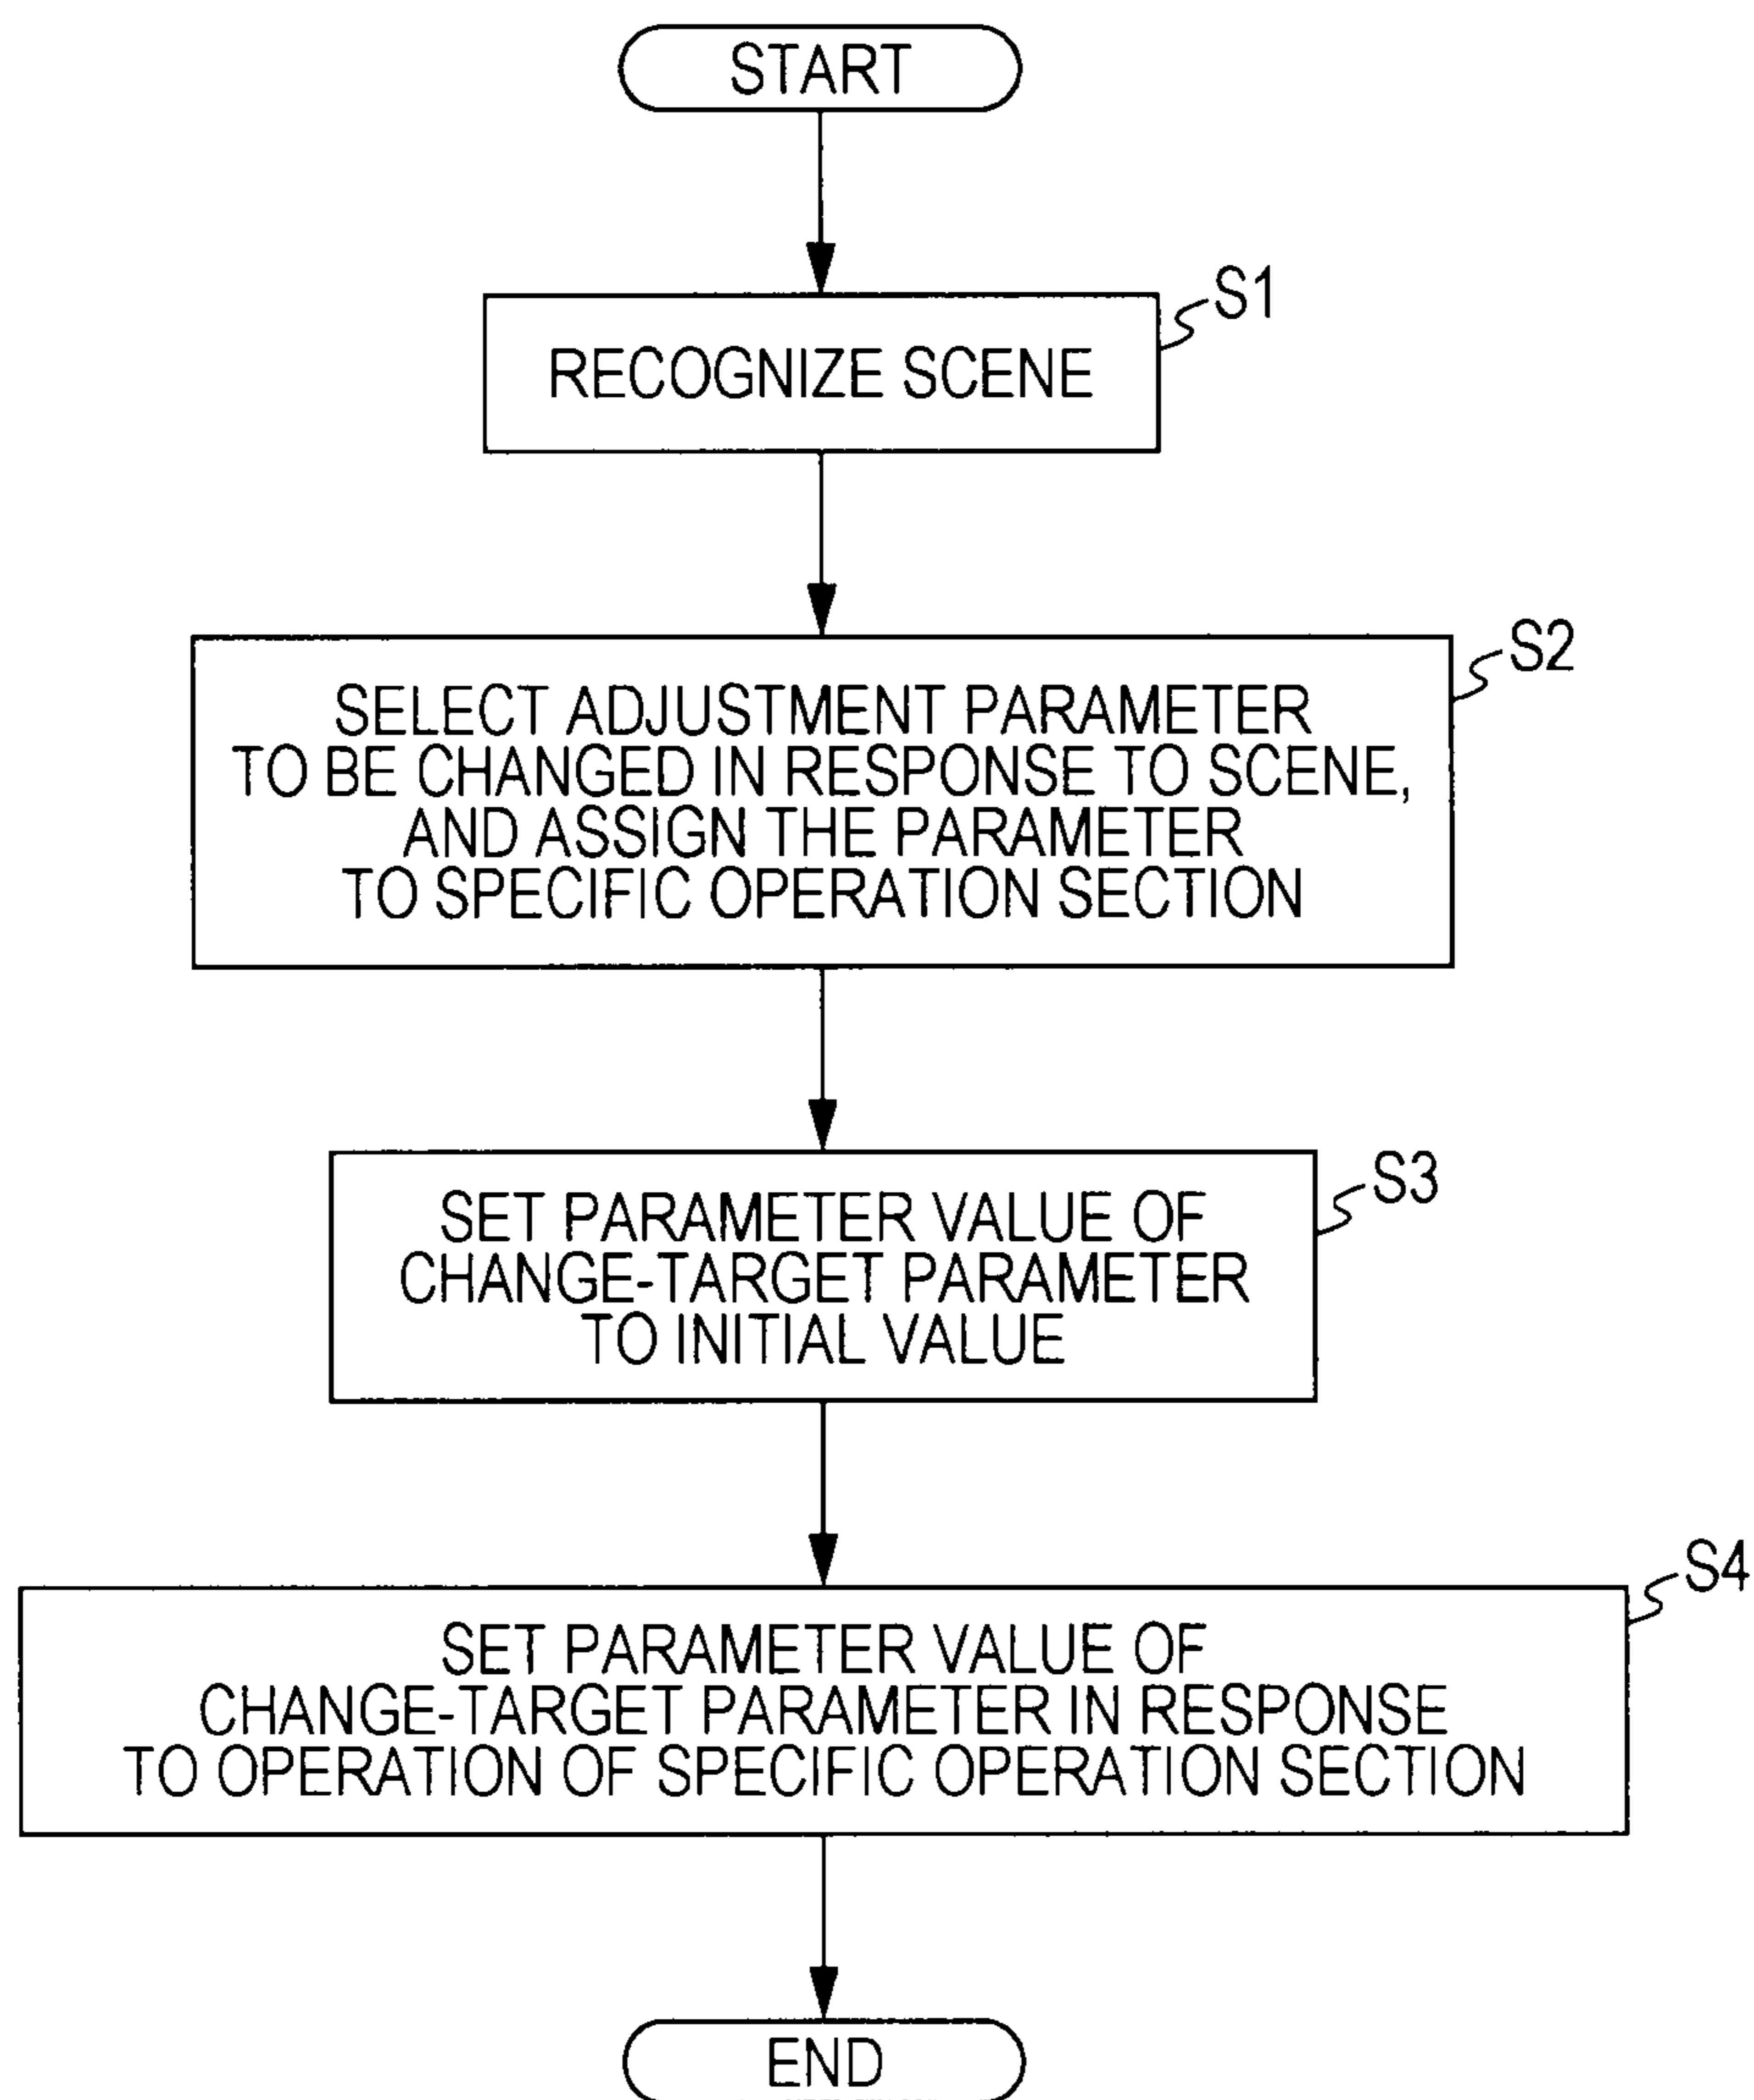 START
S1
RECOGNIZE SCENE
S2
SELECT ADJUSTMENT PARAMETER
TO BE CHANGED IN RESPONSE TO SCENE,
AND ASSIGN THE PARAMETER
TO SPECIFIC OPERATION SECTION
S3
SET PARAMETER VALUE OF
CHANGE-TARGET PARAMETER
TO INITIAL VALUE
S4
SET PARAMETER VALUE OF
CHANGE-TARGET PARAMETER IN RESPONSE
TO OPERATION OF SPECIFIC OPERATION SECTION
END